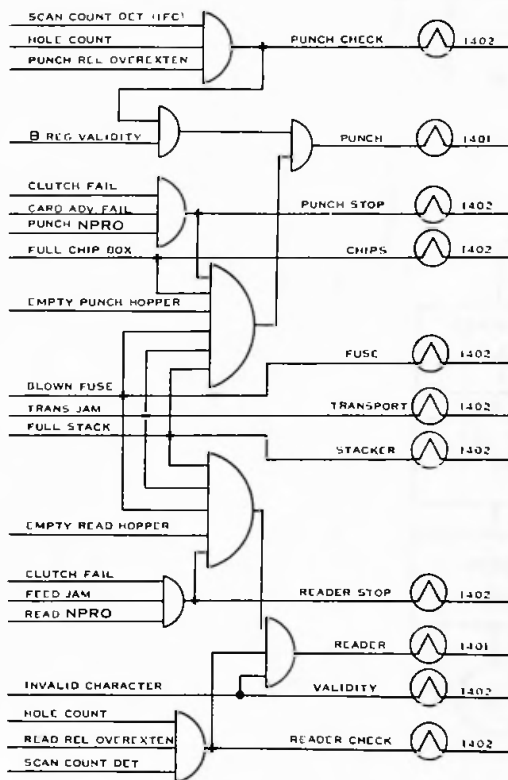 SCAN COUNT DET (IFC)
HOLE COUNT PUNCH CHECK 1402
PUNCH REL OVEREXTEN
B REG VALIDITY PUNCH 1401
CLUTCH FAIL
CARD ADV. FAIL PUNCH STOP 1402
PUNCH NPRO
FULL CHIP BOX CHIPS 1402
EMPTY PUNCH HOPPER
FUSE 1402
BLOWN FUSE
TRANS JAM TRANSPORT 1402
FULL STACK
STACKER 1402
EMPTY READ HOPPER
CLUTCH FAIL
FEED JAM READER STOP 1402
READ NPRO
READER 1401
INVALID CHARACTER VALIDITY 1402
HOLE COUNT
READ REL OVEREXTEN READER CHECK 1402
SCAN COUNT DET